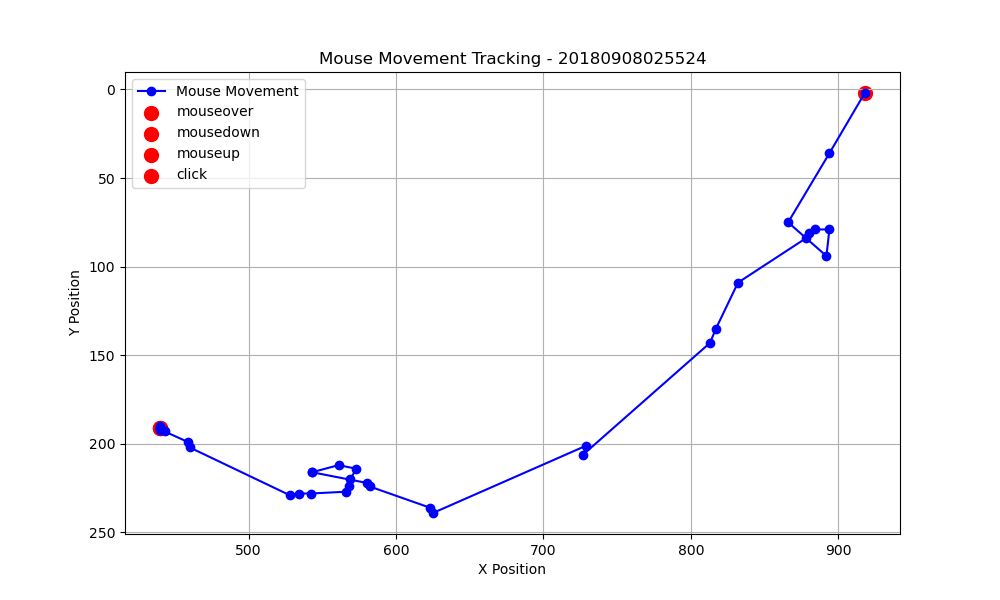 Mouse Movement Tracking - 20180908025524
Mouse Movement
mouseover
mousedown
mouseup
click
0
50
100
150
200
250
Y Position
500
600
700
800
900
X Position